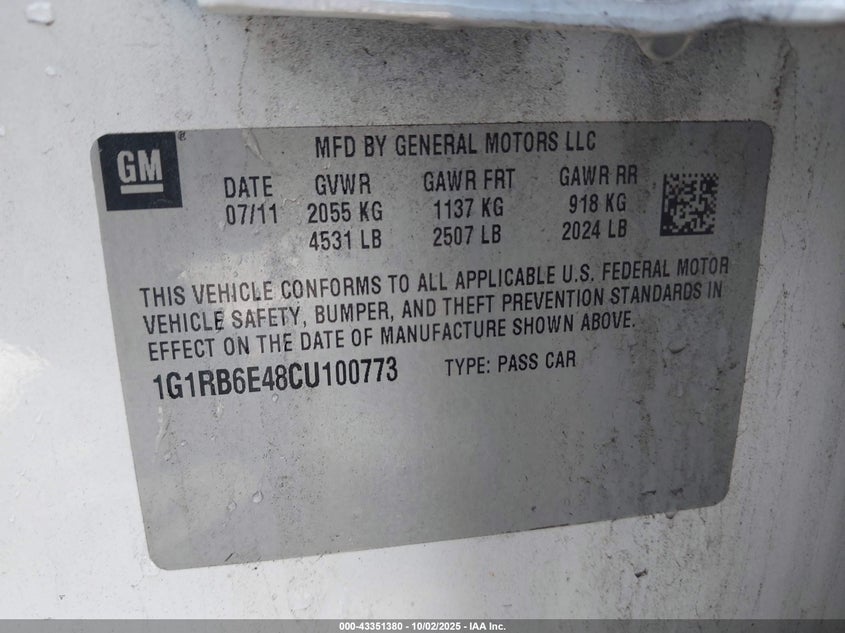 GM
MFD BY GENERAL MOTORS LLC
DATE GVWR GAWR FRT GAWR RR
07/11 2055 KG 1137 KG 918 KG
4531 LB 2507 LB 2024 LB
THIS VEHICLE CONFORMS TO ALL APPLICABLE U.S. FEDERAL MOTOR
VEHICLE SAFETY, BUMPER, AND THEFT PREVENTION STANDARDS IN
EFFECT ON THE DATE OF MANUFACTURE SHOWN ABOVE.
1G1RB6E48CU100773 TYPE: PASS CAR
000-43351380 - 10/02/2025 - IAA Inc.